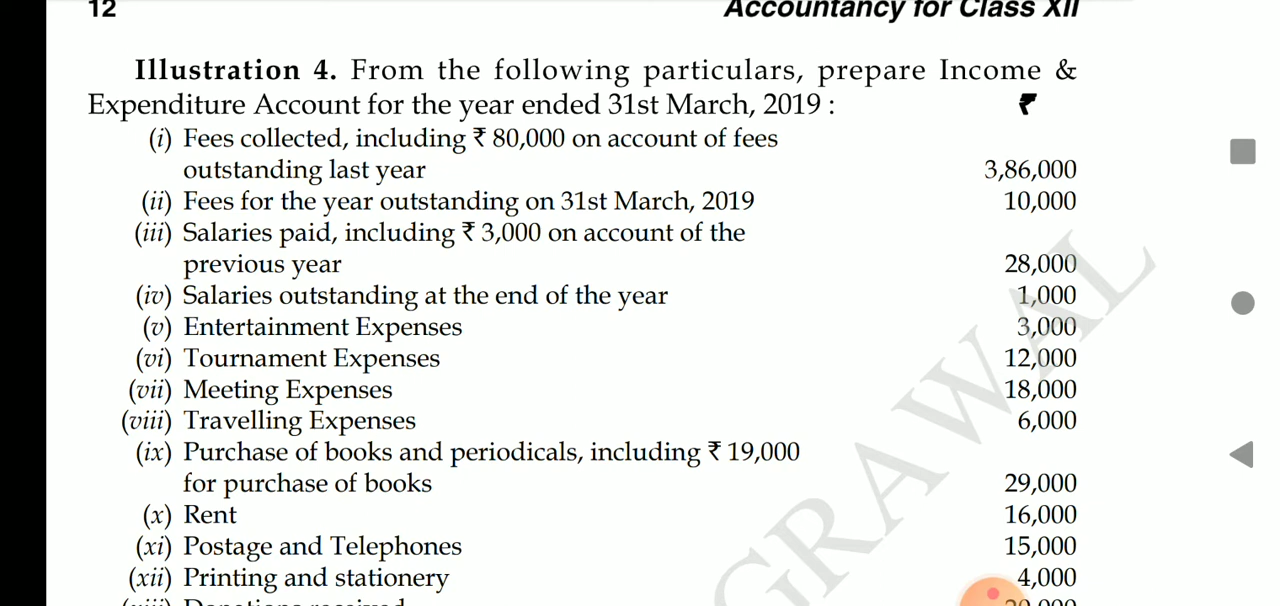 12 Accountancy for Class XII
Illustration 4. From the following particulars, prepare Income &
Expenditure Account for the year ended 31st March, 2019 : ₹
(i) Fees collected, including ₹ 80,000 on account of fees
outstanding last year 3,86,000
(ii) Fees for the year outstanding on 31st March, 2019 10,000
(iii) Salaries paid, including ₹ 3,000 on account of the
previous year 28,000
(iv) Salaries outstanding at the end of the year 1,000
(v) Entertainment Expenses 3,000
(vi) Tournament Expenses 12,000
(vii) Meeting Expenses 18,000
(viii) Travelling Expenses 6,000
(ix) Purchase of books and periodicals, including ₹ 19,000
for purchase of books 29,000
(x) Rent 16,000
(xi) Postage and Telephones 15,000
(xii) Printing and stationery 4,000
(xiii) Donations received
GRAWAL